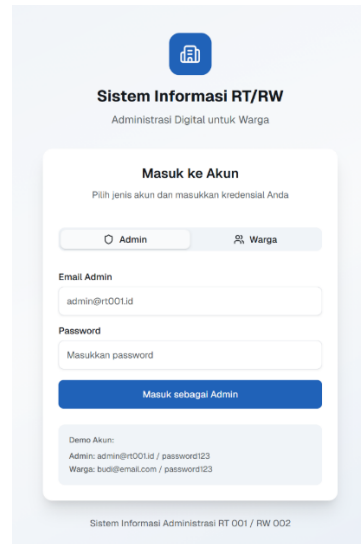 Sistem Informasi RT/RW
Administrasi Digital untuk Warga
Masuk ke Akun
Pilih jenis akun dan masukkan kredensial Anda
Admin
Warga
Email Admin
admin@rt001.id
Password
Masukkan password
Masuk sebagai Admin
Demo Akun:
Admin: admin@rt001.id / password123
Warga: budi@email.com / password123
Sistem Informasi Administrasi RT 001 / RW 002